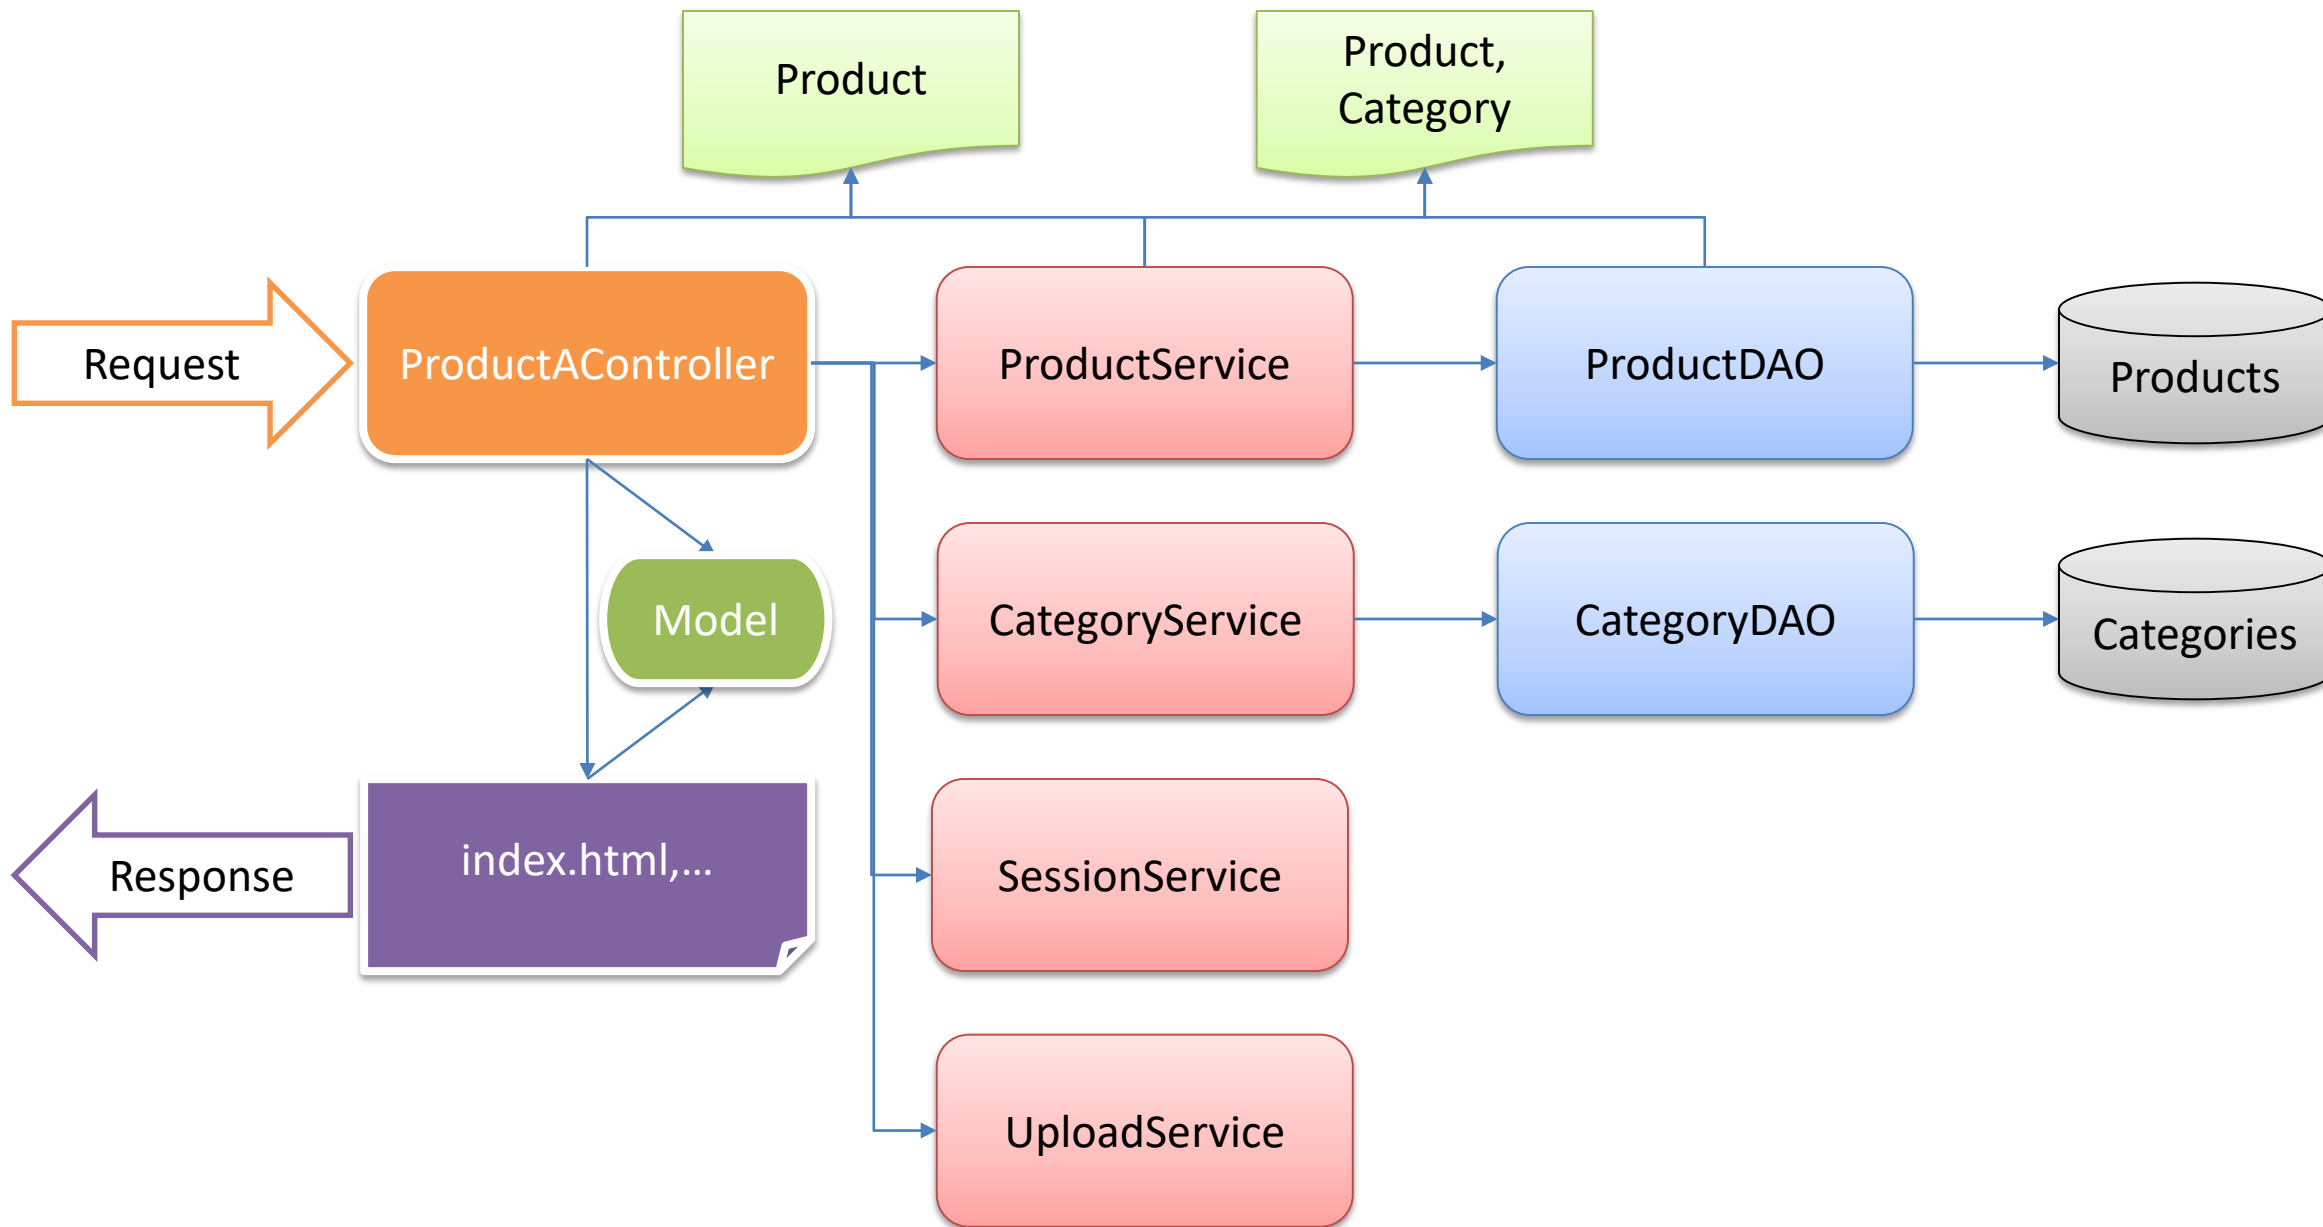 Product
Product,
Category
Request
ProductAController
ProductService
ProductDAO
Products
Model
CategoryService
CategoryDAO
Categories
Response
index.html,...
SessionService
UploadService